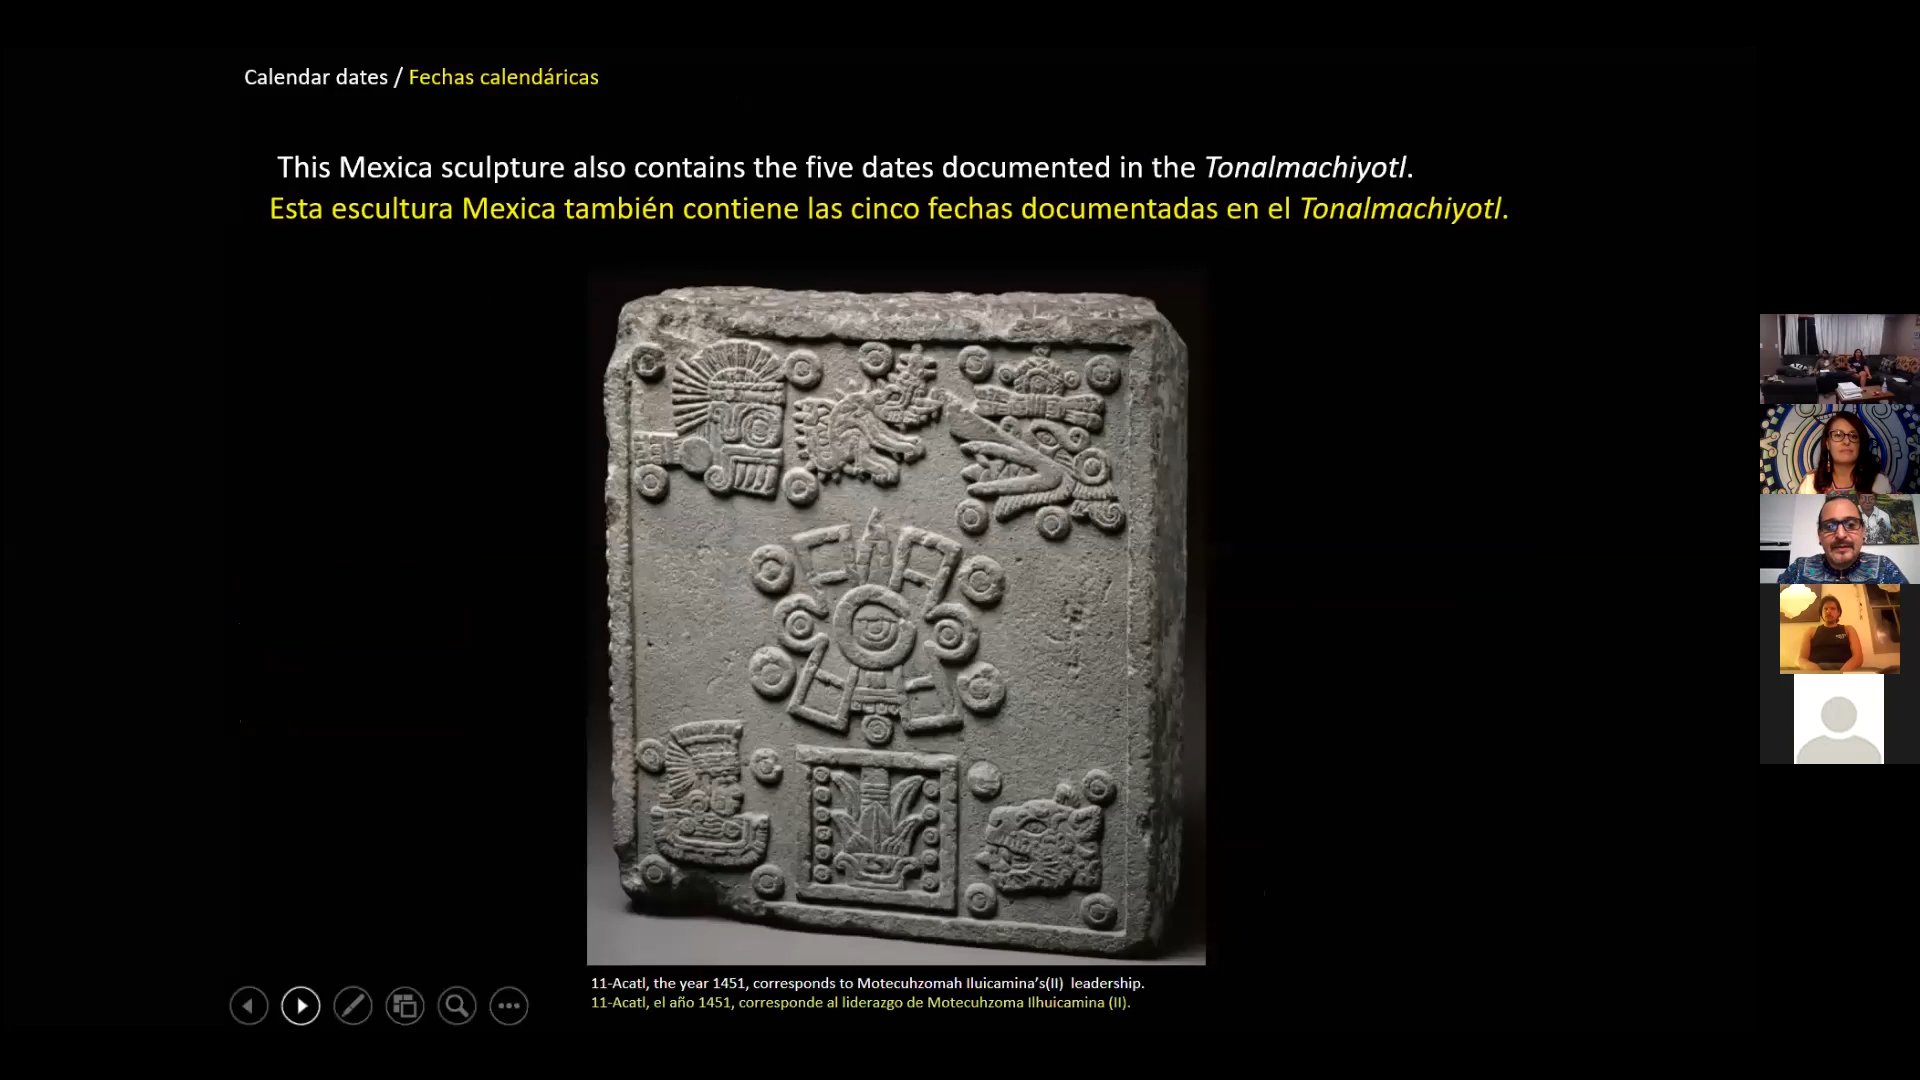 Calendar dates / Fechas calendáricas
This Mexica sculpture also contains the five dates documented in the Tonalmachiyotl.
Esta escultura Mexica también contiene las cinco fechas documentadas en el Tonalmachiyotl.
11-Acatl, the year 1451, corresponds to Motecuhzomah Iluicamina's(II) leadership.
11-Acatl, el año 1451, corresponde al liderazgo de Motecuhzoma Ilhuicamina (II).